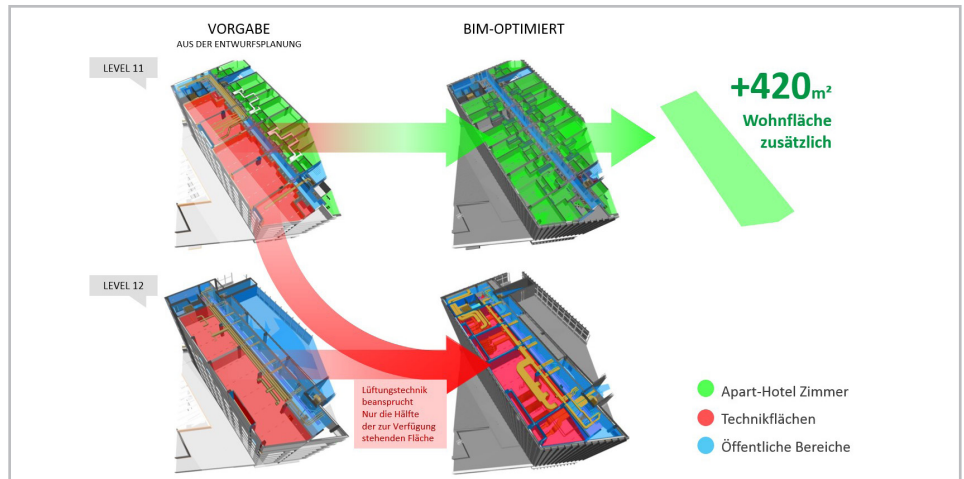 VORGABE
AUS DER ENTWURFSPLANUNG
BIM-OPTIMIERT
LEVEL 11
+420m²
Wohnfläche
zusätzlich
LEVEL 12
Lüftungstechnik
beansprucht
Nur die Hälfte
der zur Verfügung
stehenden Fläche
Apart-Hotel Zimmer
Technikflächen
Öffentliche Bereiche